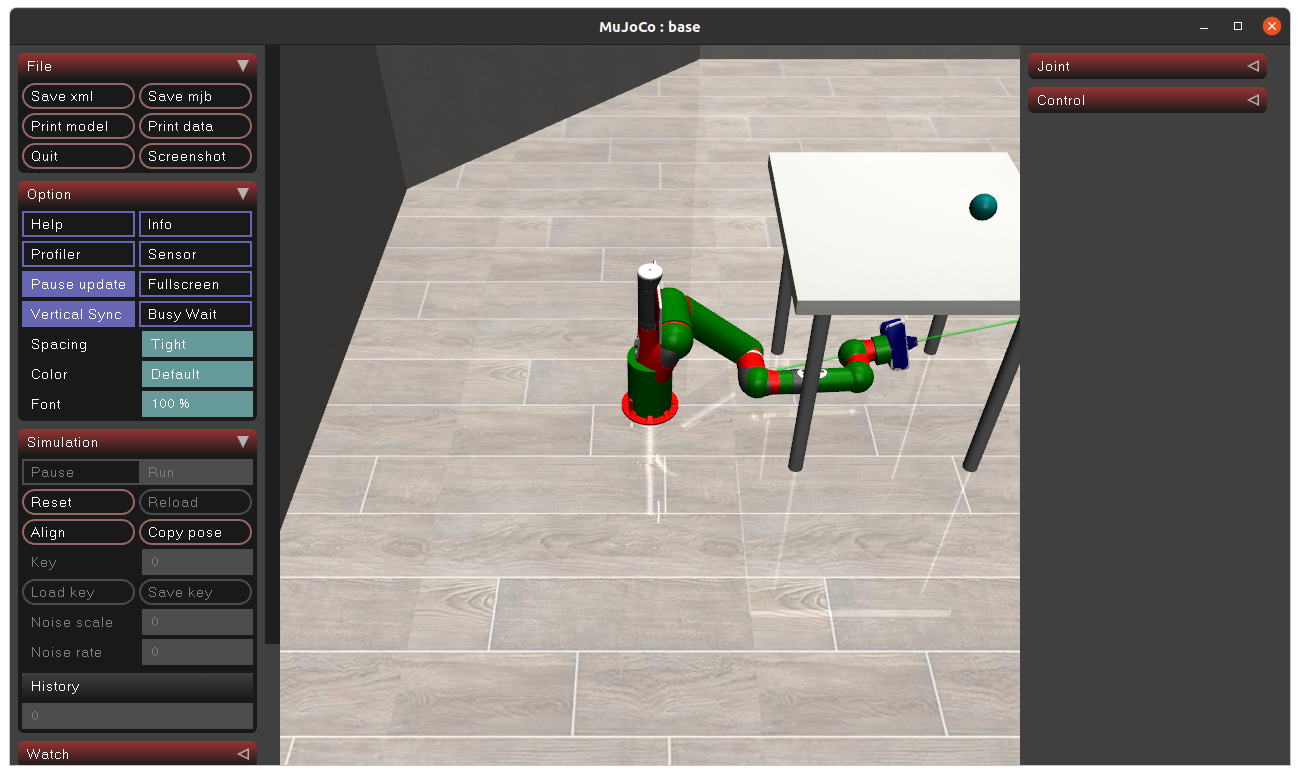 MuJoCo : base
File
Save xml Save mjb
Print model Print data
Quit Screenshot
Option
Help Info
Profiler Sensor
Pause update Fullscreen
Vertical Sync Busy Wait
Spacing Tight
Color Default
Font 100 %
Simulation
Pause Run
Reset Reload
Align Copy pose
Key 0
Load key Save key
Noise scale 0
Noise rate 0
History
0
Watch
Joint
Control